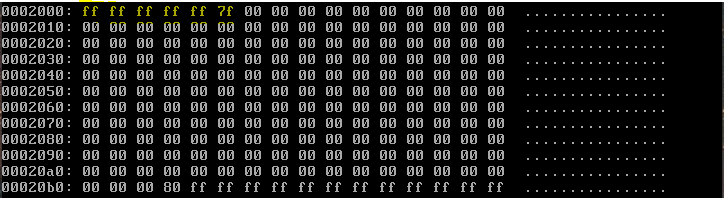 0002000: ff ff ff ff ff 7f 00 00 00 00 00 00 00 00 00 00 ................
0002010: 00 00 00 00 00 00 00 00 00 00 00 00 00 00 00 00 ................
0002020: 00 00 00 00 00 00 00 00 00 00 00 00 00 00 00 00 ................
0002030: 00 00 00 00 00 00 00 00 00 00 00 00 00 00 00 00 ................
0002040: 00 00 00 00 00 00 00 00 00 00 00 00 00 00 00 00 ................
0002050: 00 00 00 00 00 00 00 00 00 00 00 00 00 00 00 00 ................
0002060: 00 00 00 00 00 00 00 00 00 00 00 00 00 00 00 00 ................
0002070: 00 00 00 00 00 00 00 00 00 00 00 00 00 00 00 00 ................
0002080: 00 00 00 00 00 00 00 00 00 00 00 00 00 00 00 00 ................
0002090: 00 00 00 00 00 00 00 00 00 00 00 00 00 00 00 00 ................
00020a0: 00 00 00 00 00 00 00 00 00 00 00 00 00 00 00 00 ................
00020b0: 00 00 00 80 ff ff ff ff ff ff ff ff ff ff ff ff ................